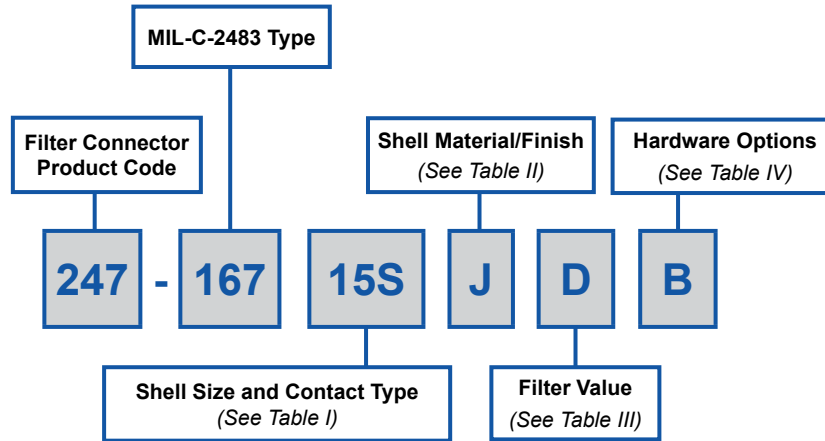 MIL-C-2483 Type
Filter Connector
Product Code
Shell Material/Finish
(See Table II)
Hardware Options
(See Table IV)
247 - 167 15S J D B
Shell Size and Contact Type
(See Table I)
Filter Value
(See Table III)